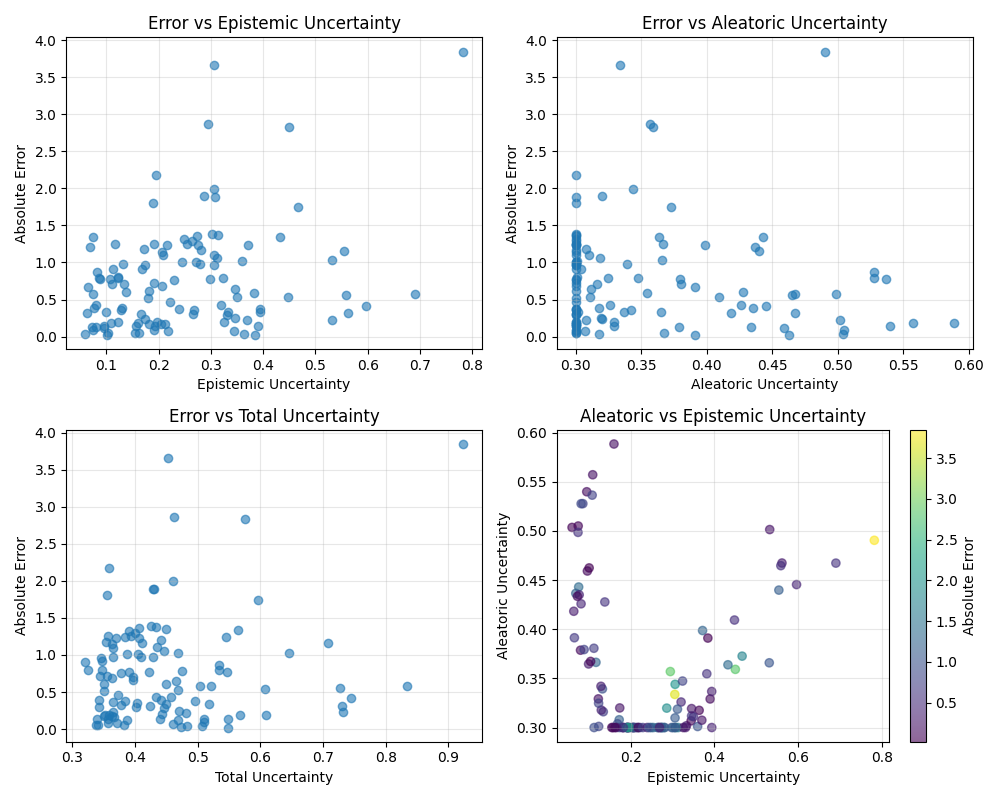 Error vs Epistemic Uncertainty
Error vs Aleatoric Uncertainty
4.0
3.5
3.0
2.5
2.0
1.5
1.0
0.5
0.0
Absolute Error
0.1 0.2 0.3 0.4 0.5 0.6 0.7 0.8
Epistemic Uncertainty
4.0
3.5
3.0
2.5
2.0
1.5
1.0
0.5
0.0
Absolute Error
0.30 0.35 0.40 0.45 0.50 0.55 0.60
Aleatoric Uncertainty
Error vs Total Uncertainty
Aleatoric vs Epistemic Uncertainty
4.0
3.5
3.0
2.5
2.0
1.5
1.0
0.5
0.0
Absolute Error
0.3 0.4 0.5 0.6 0.7 0.8 0.9
Total Uncertainty
0.60
0.55
0.50
0.45
0.40
0.35
0.30
Aleatoric Uncertainty
0.2 0.4 0.6 0.8
Epistemic Uncertainty
3.5
3.0
2.5
2.0
1.5
1.0
0.5
Absolute Error